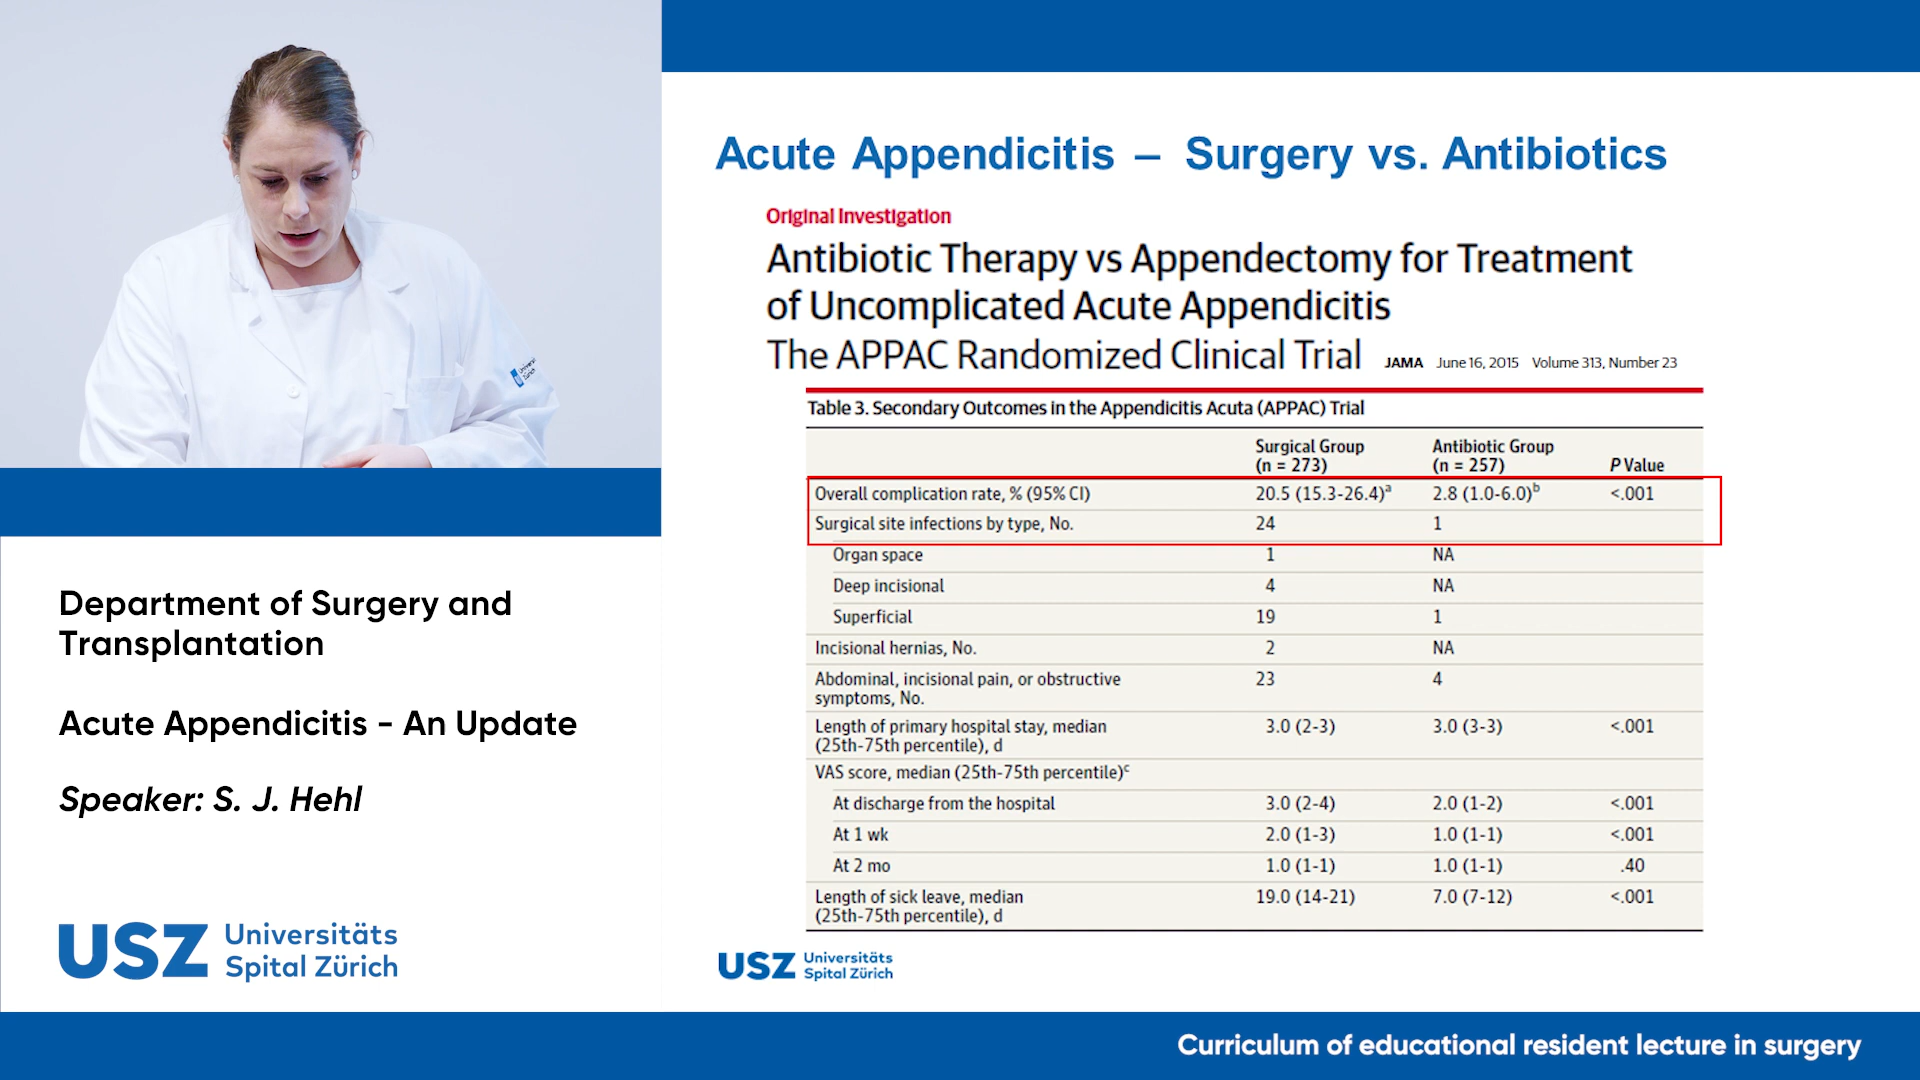 Universitäts
Acute Appendicitis – Surgery vs. Antibiotics
Original Investigation
Antibiotic Therapy vs Appendectomy for Treatment
of Uncomplicated Acute Appendicitis
The APPAC Randomized Clinical Trial JAMA June 16, 2015 Volume 313, Number 23
Table 3. Secondary Outcomes in the Appendicitis Acuta (APPAC) Trial
Surgical Group (n = 273) Antibiotic Group (n = 257) P Value
Overall complication rate, % (95% CI) 20.5 (15.3-26.4)a 2.8 (1.0-6.0)b <.001
Surgical site infections by type, No. 24 1
Organ space 1 NA
Deep incisional 4 NA
Superficial 19 1
Incisional hernias, No. 2 NA
Abdominal, incisional pain, or obstructive 23 4
symptoms, No.
Length of primary hospital stay, median 3.0 (2-3) 3.0 (3-3) <.001
(25th-75th percentile), d
VAS score, median (25th-75th percentile)c
At discharge from the hospital 3.0 (2-4) 2.0 (1-2) <.001
At 1 wk 2.0 (1-3) 1.0 (1-1) <.001
At 2 mo 1.0 (1-1) 1.0 (1-1) .40
Length of sick leave, median 19.0 (14-21) 7.0 (7-12) <.001
(25th-75th percentile), d
USZ Universitäts
Spital Zürich
Department of Surgery and
Transplantation
Acute Appendicitis - An Update
Speaker: S. J. Hehl
USZ Universitäts
Spital Zürich
Curriculum of educational resident lecture in surgery